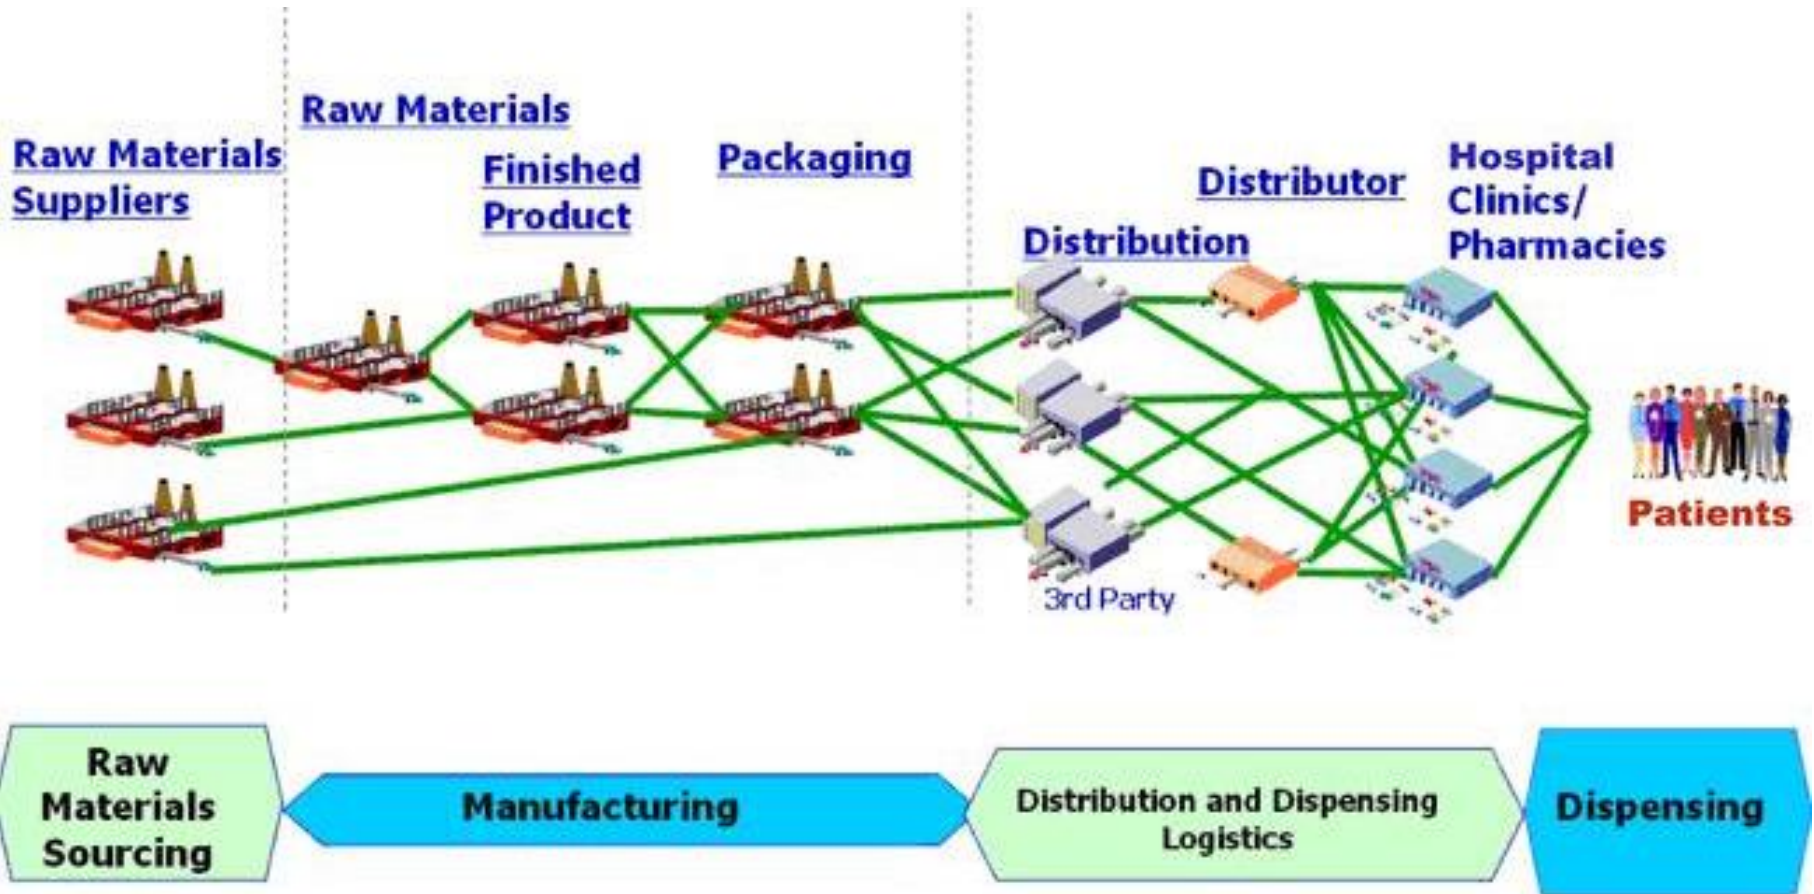 Raw Materials
Suppliers
Raw Materials
Finished
Product
Packaging
Distribution
Distributor
Hospital
Clinics/
Pharmacies
3rd Party
Patients
Raw
Materials
Sourcing
Manufacturing
Distribution and Dispensing
Logistics
Dispensing